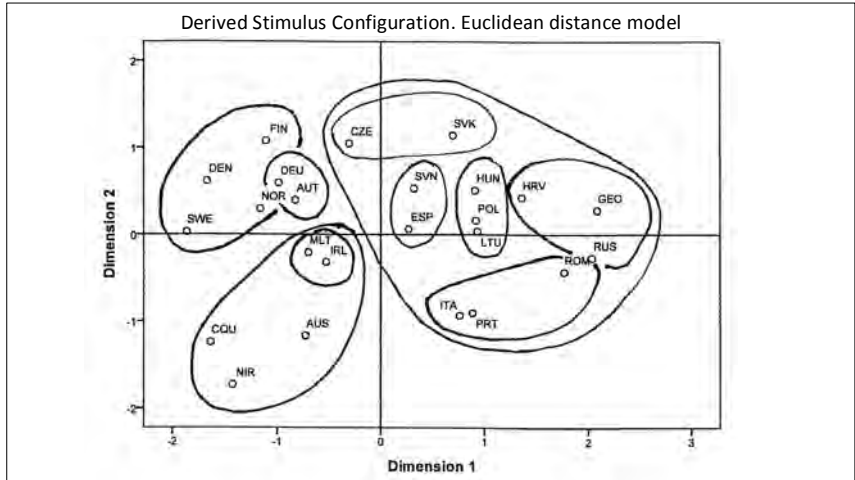 Derived Stimulus Configuration. Euclidean distance model
2
FIN
CZE
SVK
1
DEN
DEU
SVN
HUN
HRV
GEO
AUT
NOR
ESP
POL
SWE
LTU
0
MLT
IRL
RUS
ROM
ITA
PRT
-1
CQU
AUS
NIR
-2
Dimension 2
-2 -1 0 1 2 3
Dimension 1